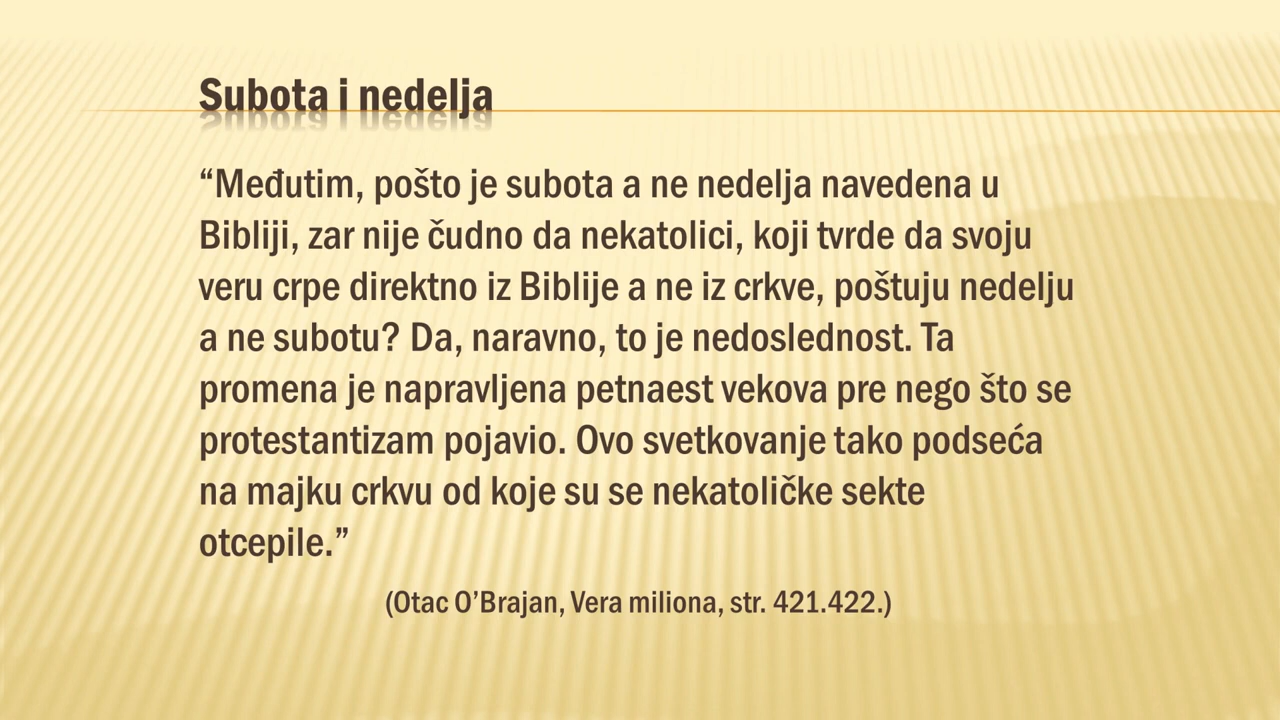 Subota i nedelja
“Međutim, pošto je subota a ne nedelja navedena u
Bibliji, zar nije čudno da nekatolici, koji tvrde da svoju
veru crpe direktno iz Biblije a ne iz crkve, poštuju nedelju
a ne subotu? Da, naravno, to je nedoslednost. Ta
promena je napravljena petnaest vekova pre nego što se
protestantizam pojavio. Ovo svetkovanje tako podseća
na majku crkvu od koje su se nekatoličke sekte
otcepile.”
(Otac O’Brajan, Vera miliona, str. 421.422.)